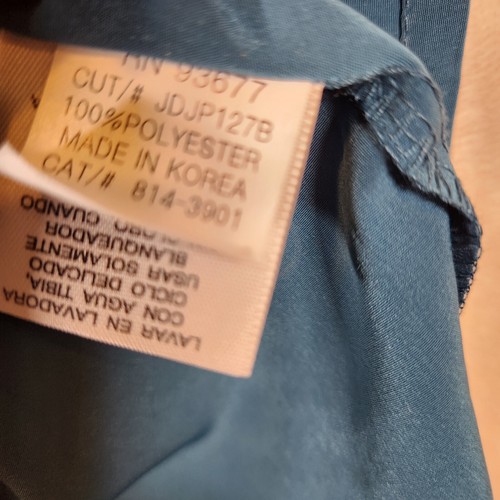 RN 93677
CUT/# JDJP127B
100%POLYESTER
MADE IN KOREA
CAT/# 814-3901
LAVAR EN LAVADORA
CON AGUA TIBIA,
CICLO DELICADO
USAR SOLAMENTE
BLANQUEADOR
CUANDO